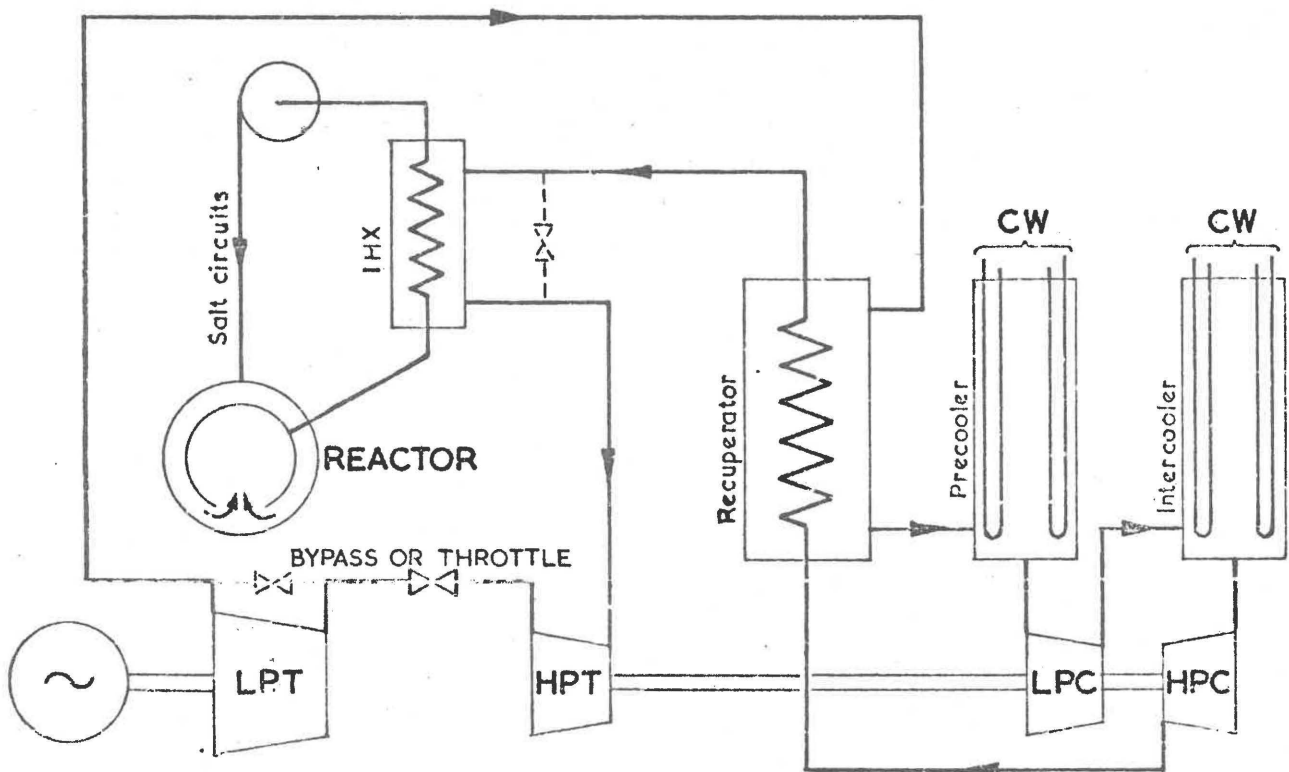 CW
CW
Salt circuits
IHX
REACTOR
Recuperator
Precooler
Intercooler
BYPASS OR THROTTLE
LPT
HPT
LPC
HPC